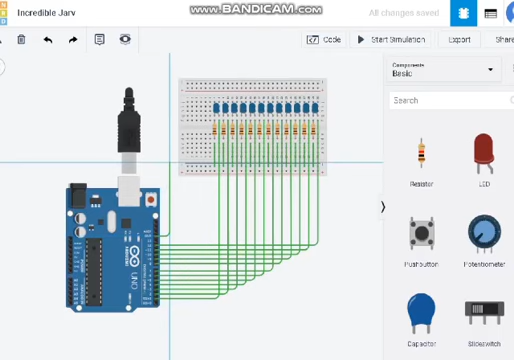 www.BANDICAM.com
Incredible Jarv
All changes saved
Code
Start Simulation
Export
Share
Components
Basic
Search
Resistor
LED
Pushbutton
Potentiometer
Capacitor
Slideswitch
UNO